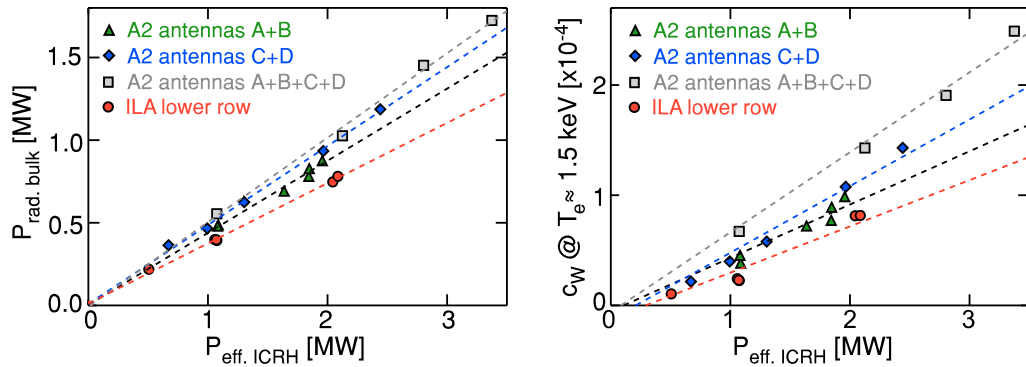 A2 antennas A+B
A2 antennas C+D
A2 antennas A+B+C+D
ILA lower row
P_rad. bulk [MW]
1.5
1.0
0.5
0.0
0 1 2 3
P_eff. ICRH [MW]
A2 antennas A+B
A2 antennas C+D
A2 antennas A+B+C+D
ILA lower row
c_W @ T_e ≈ 1.5 keV [x10^-4]
2
1
0
0 1 2 3
P_eff. ICRH [MW]